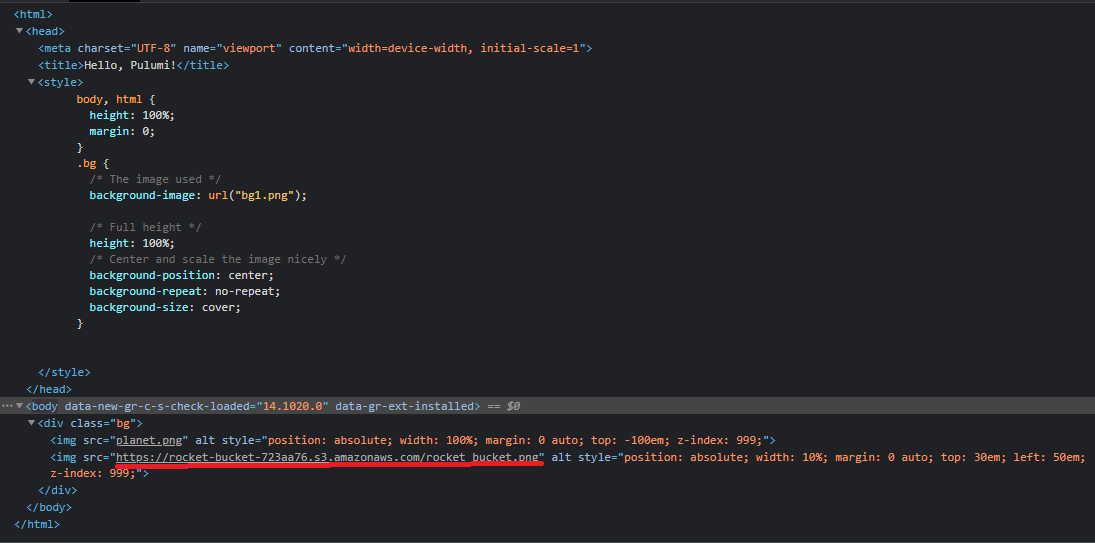 <html>
<head>
<meta charset="UTF-8" name="viewport" content="width=device-width, initial-scale=1">
<title>Hello, Pulumi!</title>
<style>
body, html {
height: 100%;
margin: 0;
}
.bg {
/* The image used */
background-image: url("bg1.png");
/* Full height */
height: 100%;
/* Center and scale the image nicely */
background-position: center;
background-repeat: no-repeat;
background-size: cover;
}
</style>
</head>
<body data-new-gr-c-s-check-loaded="14.1020.0" data-gr-ext-installed> == $0
<div class="bg">
<img src="planet.png" alt style="position: absolute; width: 100%; margin: 0 auto; top: -100em; z-index: 999;">
<img src="https://rocket-bucket-723aa76.s3.amazonaws.com/rocket_bucket.png" alt style="position: absolute; width: 10%; margin: 0 auto; top: 30em; left: 50em;
z-index: 999;">
</div>
</body>
</html>